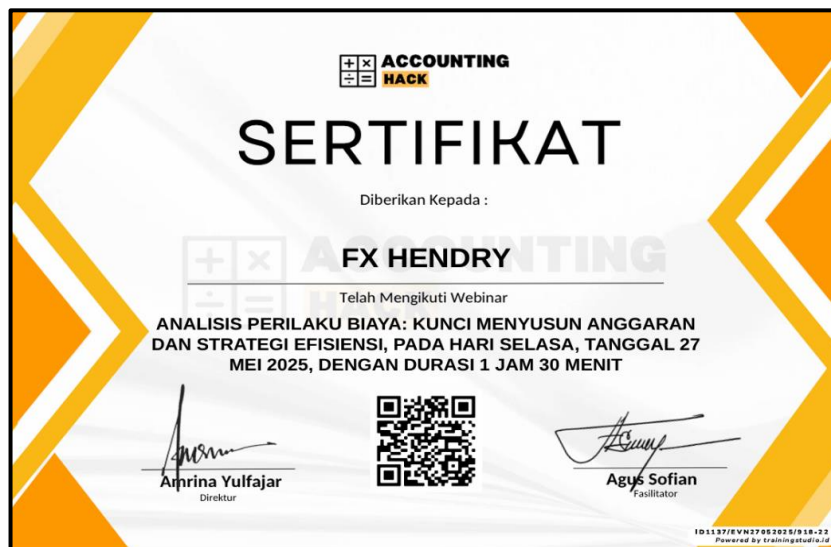 ACCOUNTING
HACK
SERTIFIKAT
Diberikan Kepada :
ACCOUNTING
HACK
FX HENDRY
Telah Mengikuti Webinar
ANALISIS PERILAKU BIAYA: KUNCI MENYUSUN ANGGARAN
DAN STRATEGI EFISIENSI, PADA HARI SELASA, TANGGAL 27
MEI 2025, DENGAN DURASI 1 JAM 30 MENIT
Amrina Yulfajar
Direktur
Agus Sofian
Fasilitator
ID1137/EVN27052025/918-22
Powered by trainingstudio.id